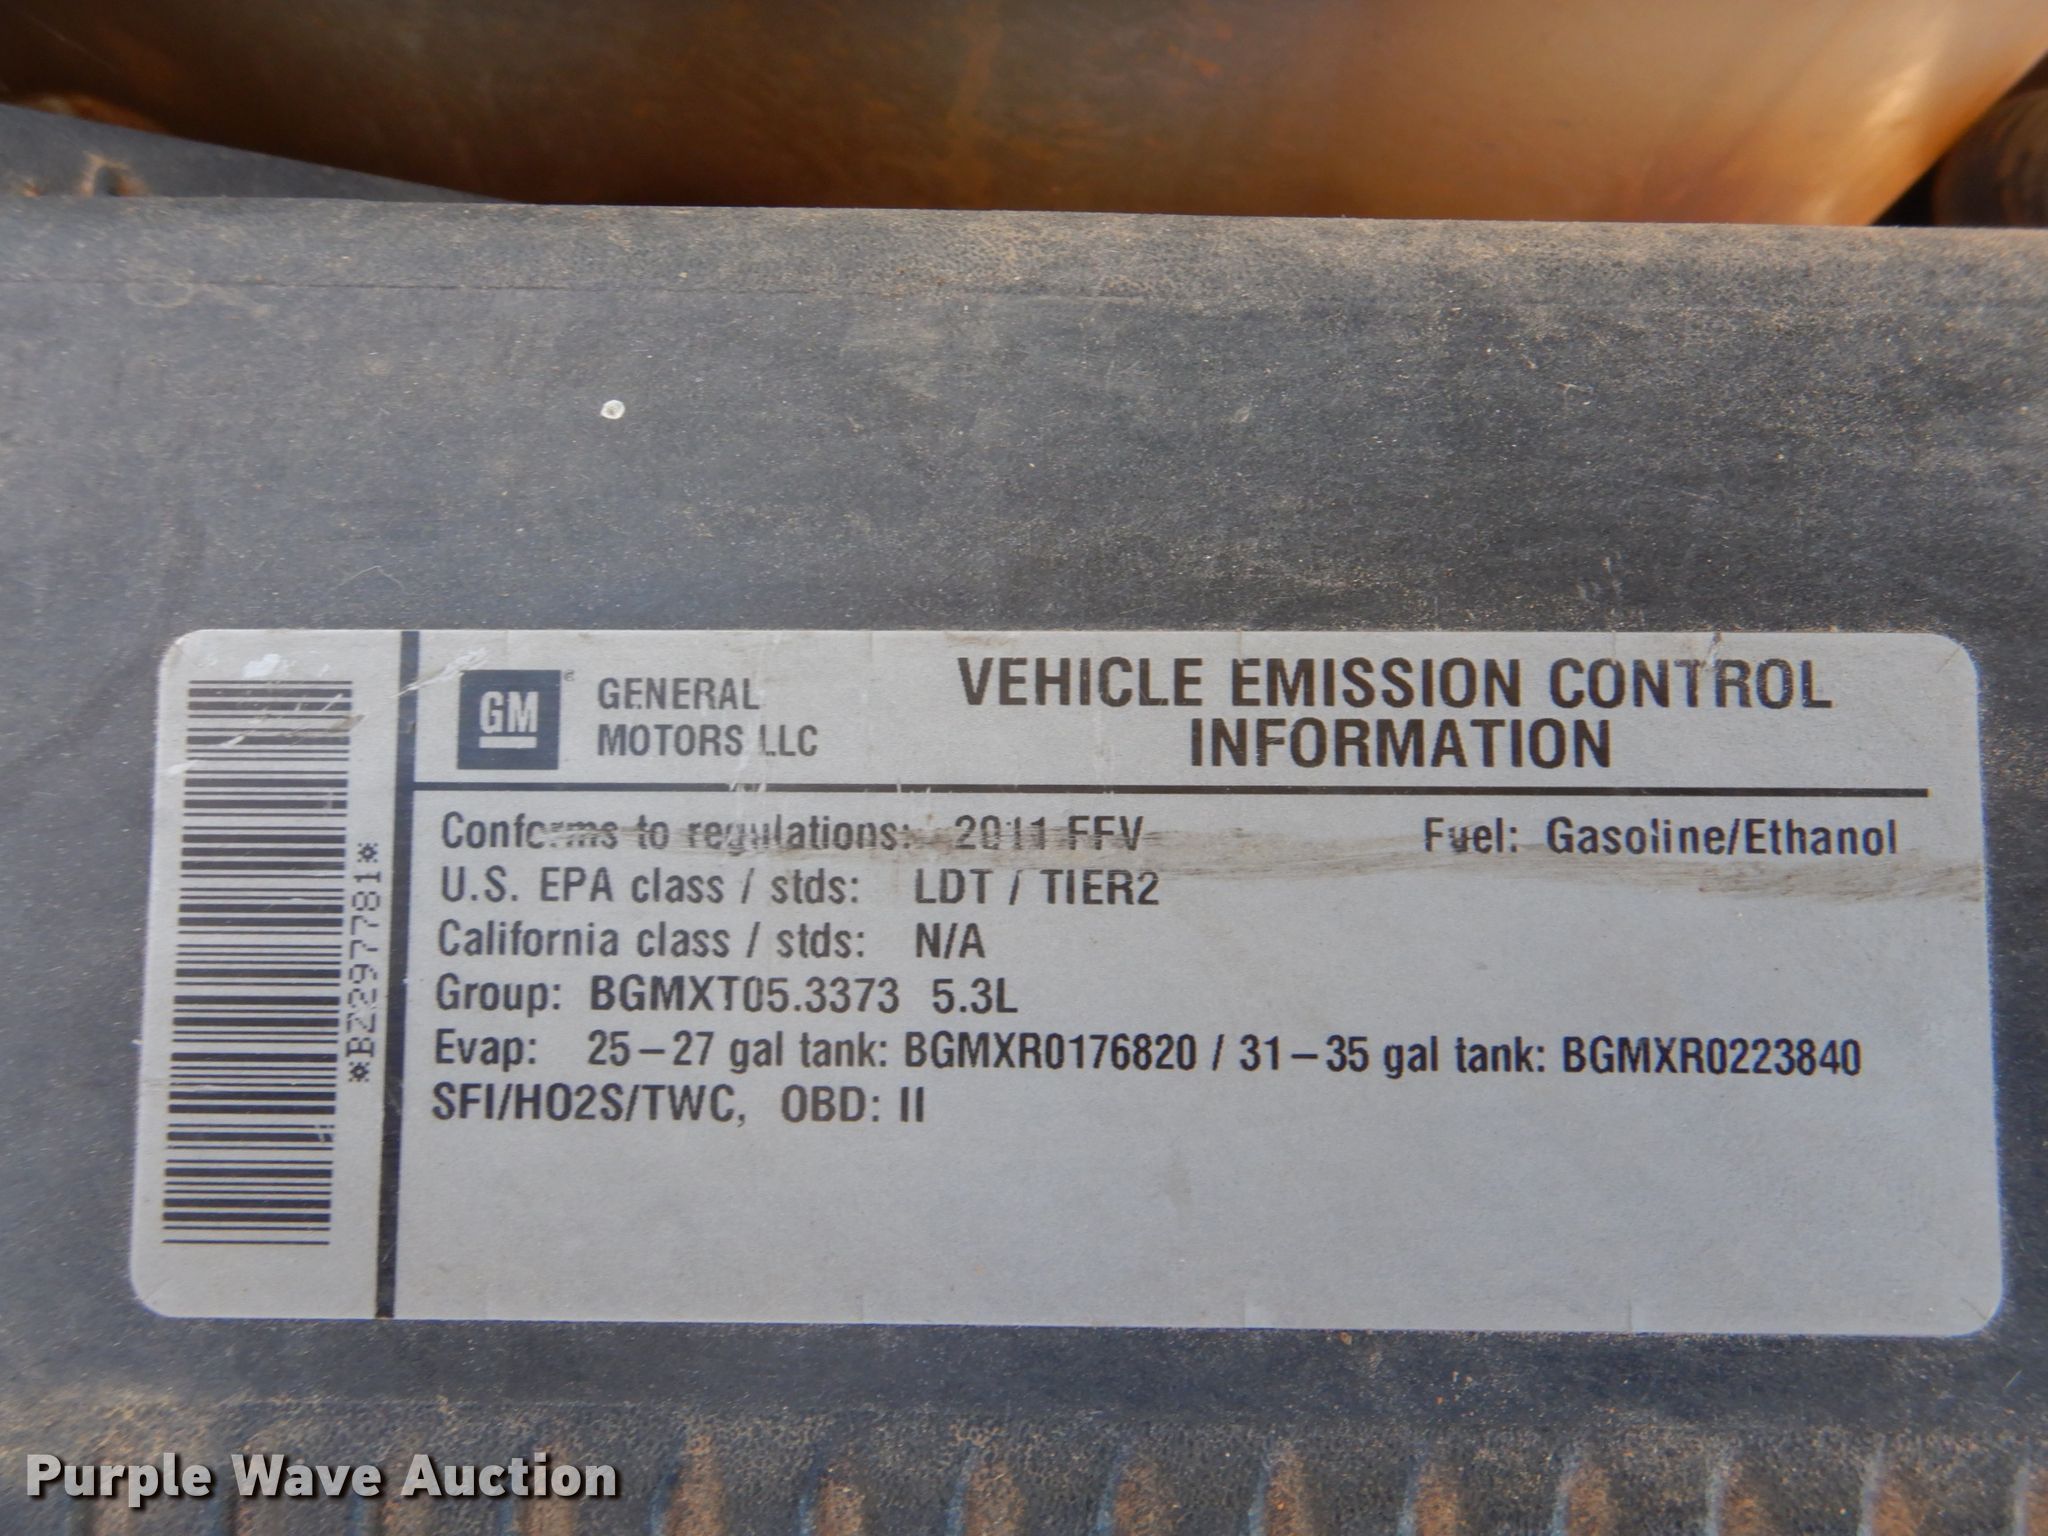 GM ® GENERAL
MOTORS LLC
VEHICLE EMISSION CONTROL
INFORMATION
Conforms to regulations: 2011 FFV Fuel: Gasoline/Ethanol
U.S. EPA class / stds: LDT / TIER2
California class / stds: N/A
Group: BGMXT05.3373 5.3L
Evap: 25–27 gal tank: BGMXR0176820 / 31–35 gal tank: BGMXR0223840
SFI/HO2S/TWC, OBD: II
*BZ297781*
Purple Wave Auction